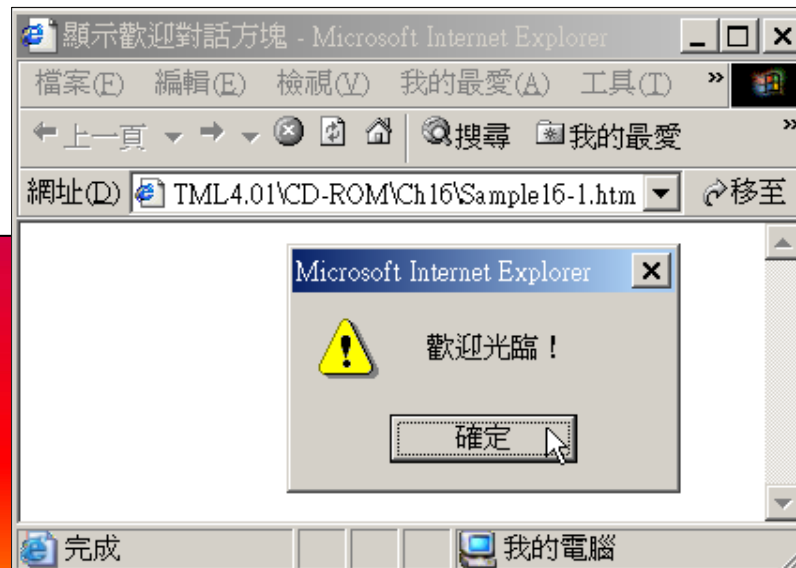 顯示歡迎對話方塊 - Microsoft Internet Explorer
檔案(F) 編輯(E) 檢視(V) 我的最愛(A) 工具(T) »
上一頁 搜尋 我的最愛 »
網址(D) TML4.01\CD-ROM\Ch16\Sample16-1.htm 移至
Microsoft Internet Explorer
歡迎光臨！
確定
完成 我的電腦